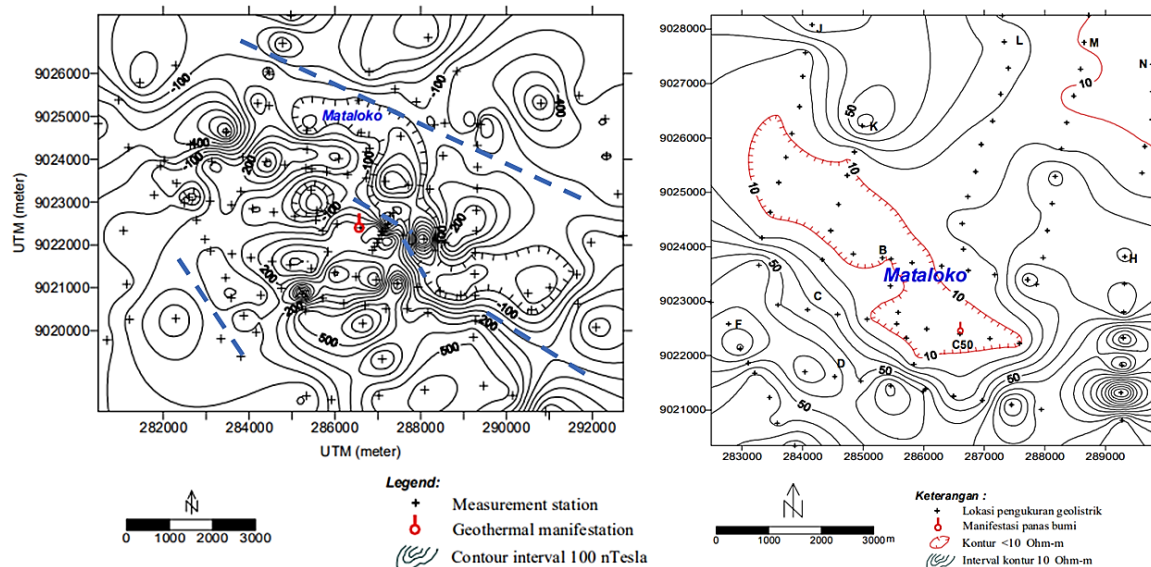 9026000
9025000
9024000
9023000
9022000
9021000
9020000
UTM (meter)
282000 284000 286000 288000 290000 292000
UTM (meter)
Mataloko
-100
-100
-100
400
400
200
-100
-100
-100
200
200
200
-100
200
500
500
Legend:
Measurement station
Geothermal manifestation
Contour interval 100 nTesla
N
0 1000 2000 3000
9028000
9027000
9026000
9025000
9024000
9023000
9022000
9021000
283000 284000 285000 286000 287000 288000 289000
J
L
M
N
10
50
K
10
10
B
Mataloko
H
50
C
10
F
C50
10
D
50
50
50
N
0 1000 2000 3000 m
Keterangan :
Lokasi pengukuran geolistrik
Manifestasi panas bumi
Kontur <10 Ohm-m
Interval kontur 10 Ohm-m